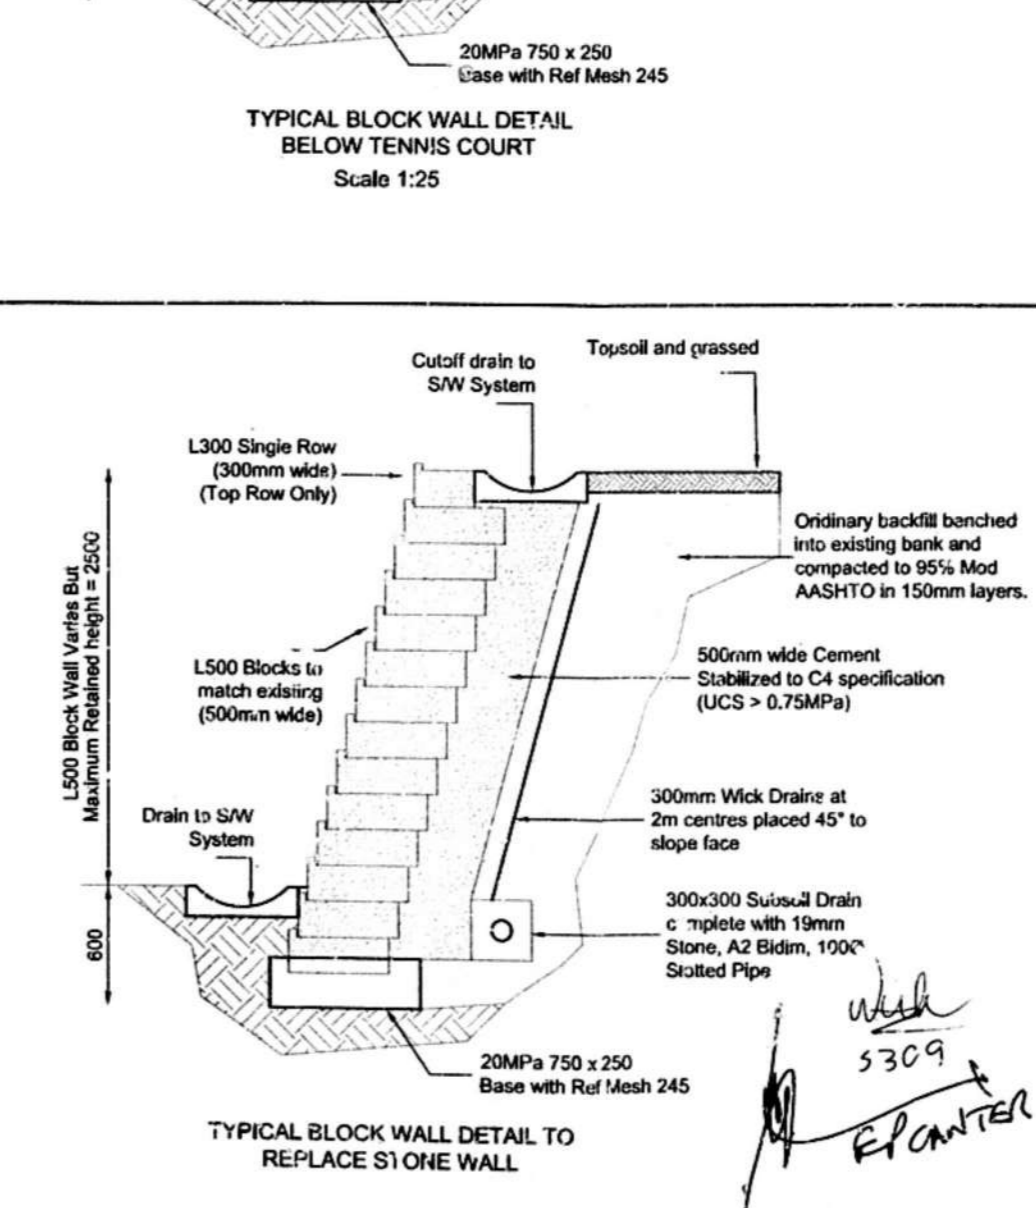 20MPa 750 x 250
Base with Ref Mesh 245
TYPICAL BLOCK WALL DETAIL
BELOW TENNIS COURT
Scale 1:25
Cutoff drain to
S/W System
Topsoil and grassed
L300 Single Row
(300mm wide)
(Top Row Only)
Oridinary backfill banched
into existing bank and
compacted to 95% Mod
AASHTO in 150mm layers.
L500 Block Wall Varias But
Maximum Retained height = 2500
L500 Blocks to
match existing
(500mm wide)
500mm wide Cement
Stabilized to C4 specification
(UCS > 0.75MPa)
300mm Wick Drains at
2m centres placed 45° to
slope face
Drain to S/W
System
300x300 Subsoil Drain
complete with 19mm
Stone, A2 Bidim,
Slotted Pipe
600
5309
EP CANTER
20MPa 750 x 250
Base with Ref Mesh 245
TYPICAL BLOCK WALL DETAIL TO
REPLACE STONE WALL